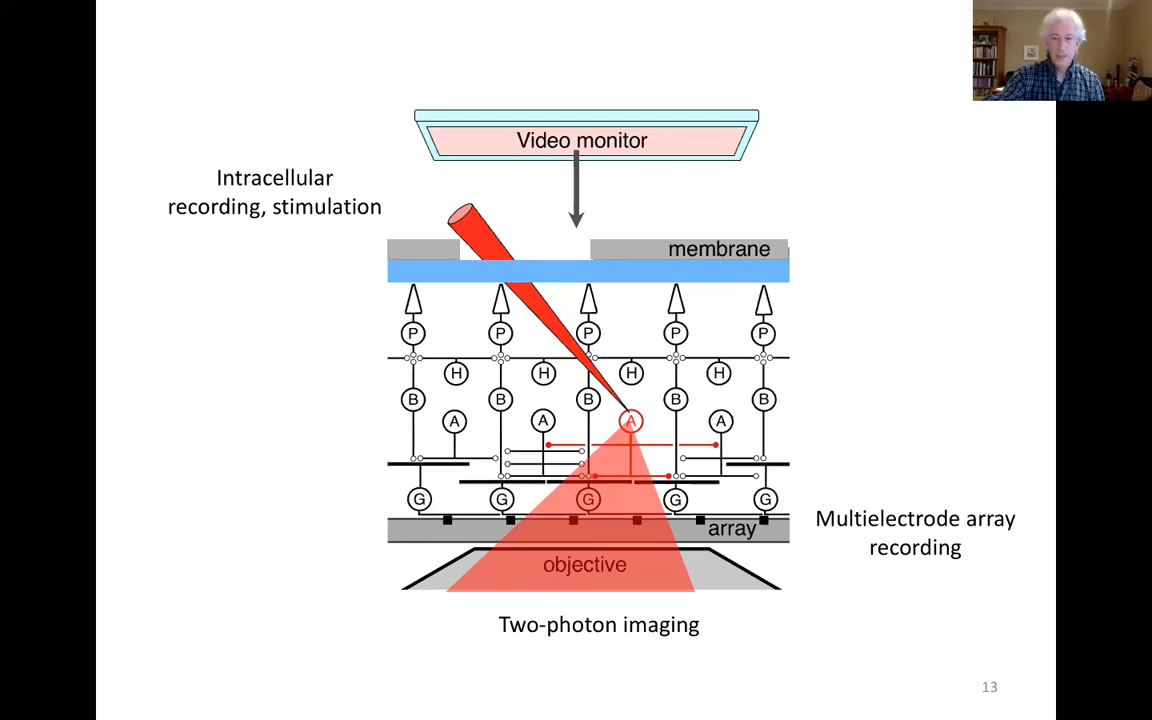 Video monitor
Intracellular
recording, stimulation
membrane
P P P P P
H H H H
B B B B B
A A A A
G G G G G
array
Multielectrode array
recording
objective
Two-photon imaging
13